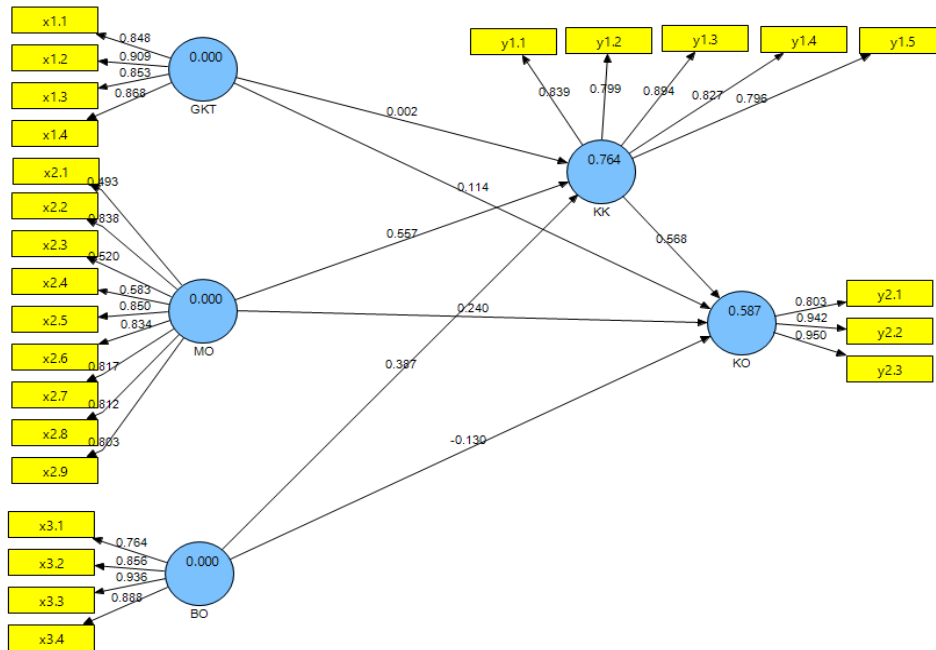 x1.1
0.848
x1.2
0.909
x1.3
0.853
x1.4
0.868
0.000
GKT
y1.1
y1.2
y1.3
y1.4
y1.5
0.839
0.799
0.894
0.827
0.796
0.002
0.764
KK
0.114
x2.1
0.493
x2.2
0.838
x2.3
0.520
x2.4
0.583
x2.5
0.850
x2.6
0.834
x2.7
0.817
x2.8
0.812
x2.9
0.803
0.000
MO
0.557
0.568
0.240
0.587
KO
0.803
y2.1
0.942
y2.2
0.950
y2.3
0.387
-0.130
x3.1
0.764
x3.2
0.856
x3.3
0.936
x3.4
0.888
0.000
BO